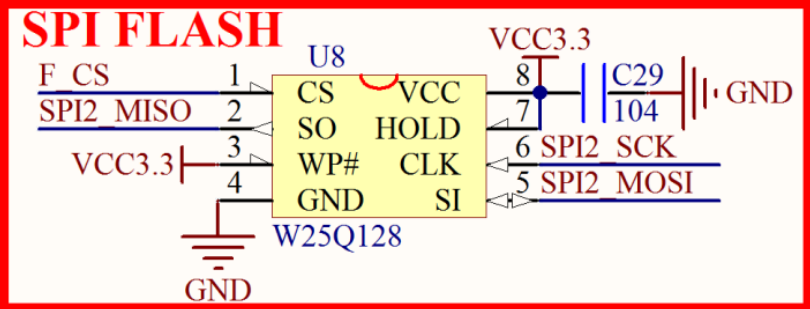 SPI FLASH
U8
VCC3.3
F_CS 1 CS VCC 8 C29
SPI2_MISO 2 SO HOLD 7 104 GND
VCC3.3 3 WP# CLK 6 SPI2_SCK
4 GND SI 5 SPI2_MOSI
W25Q128
GND